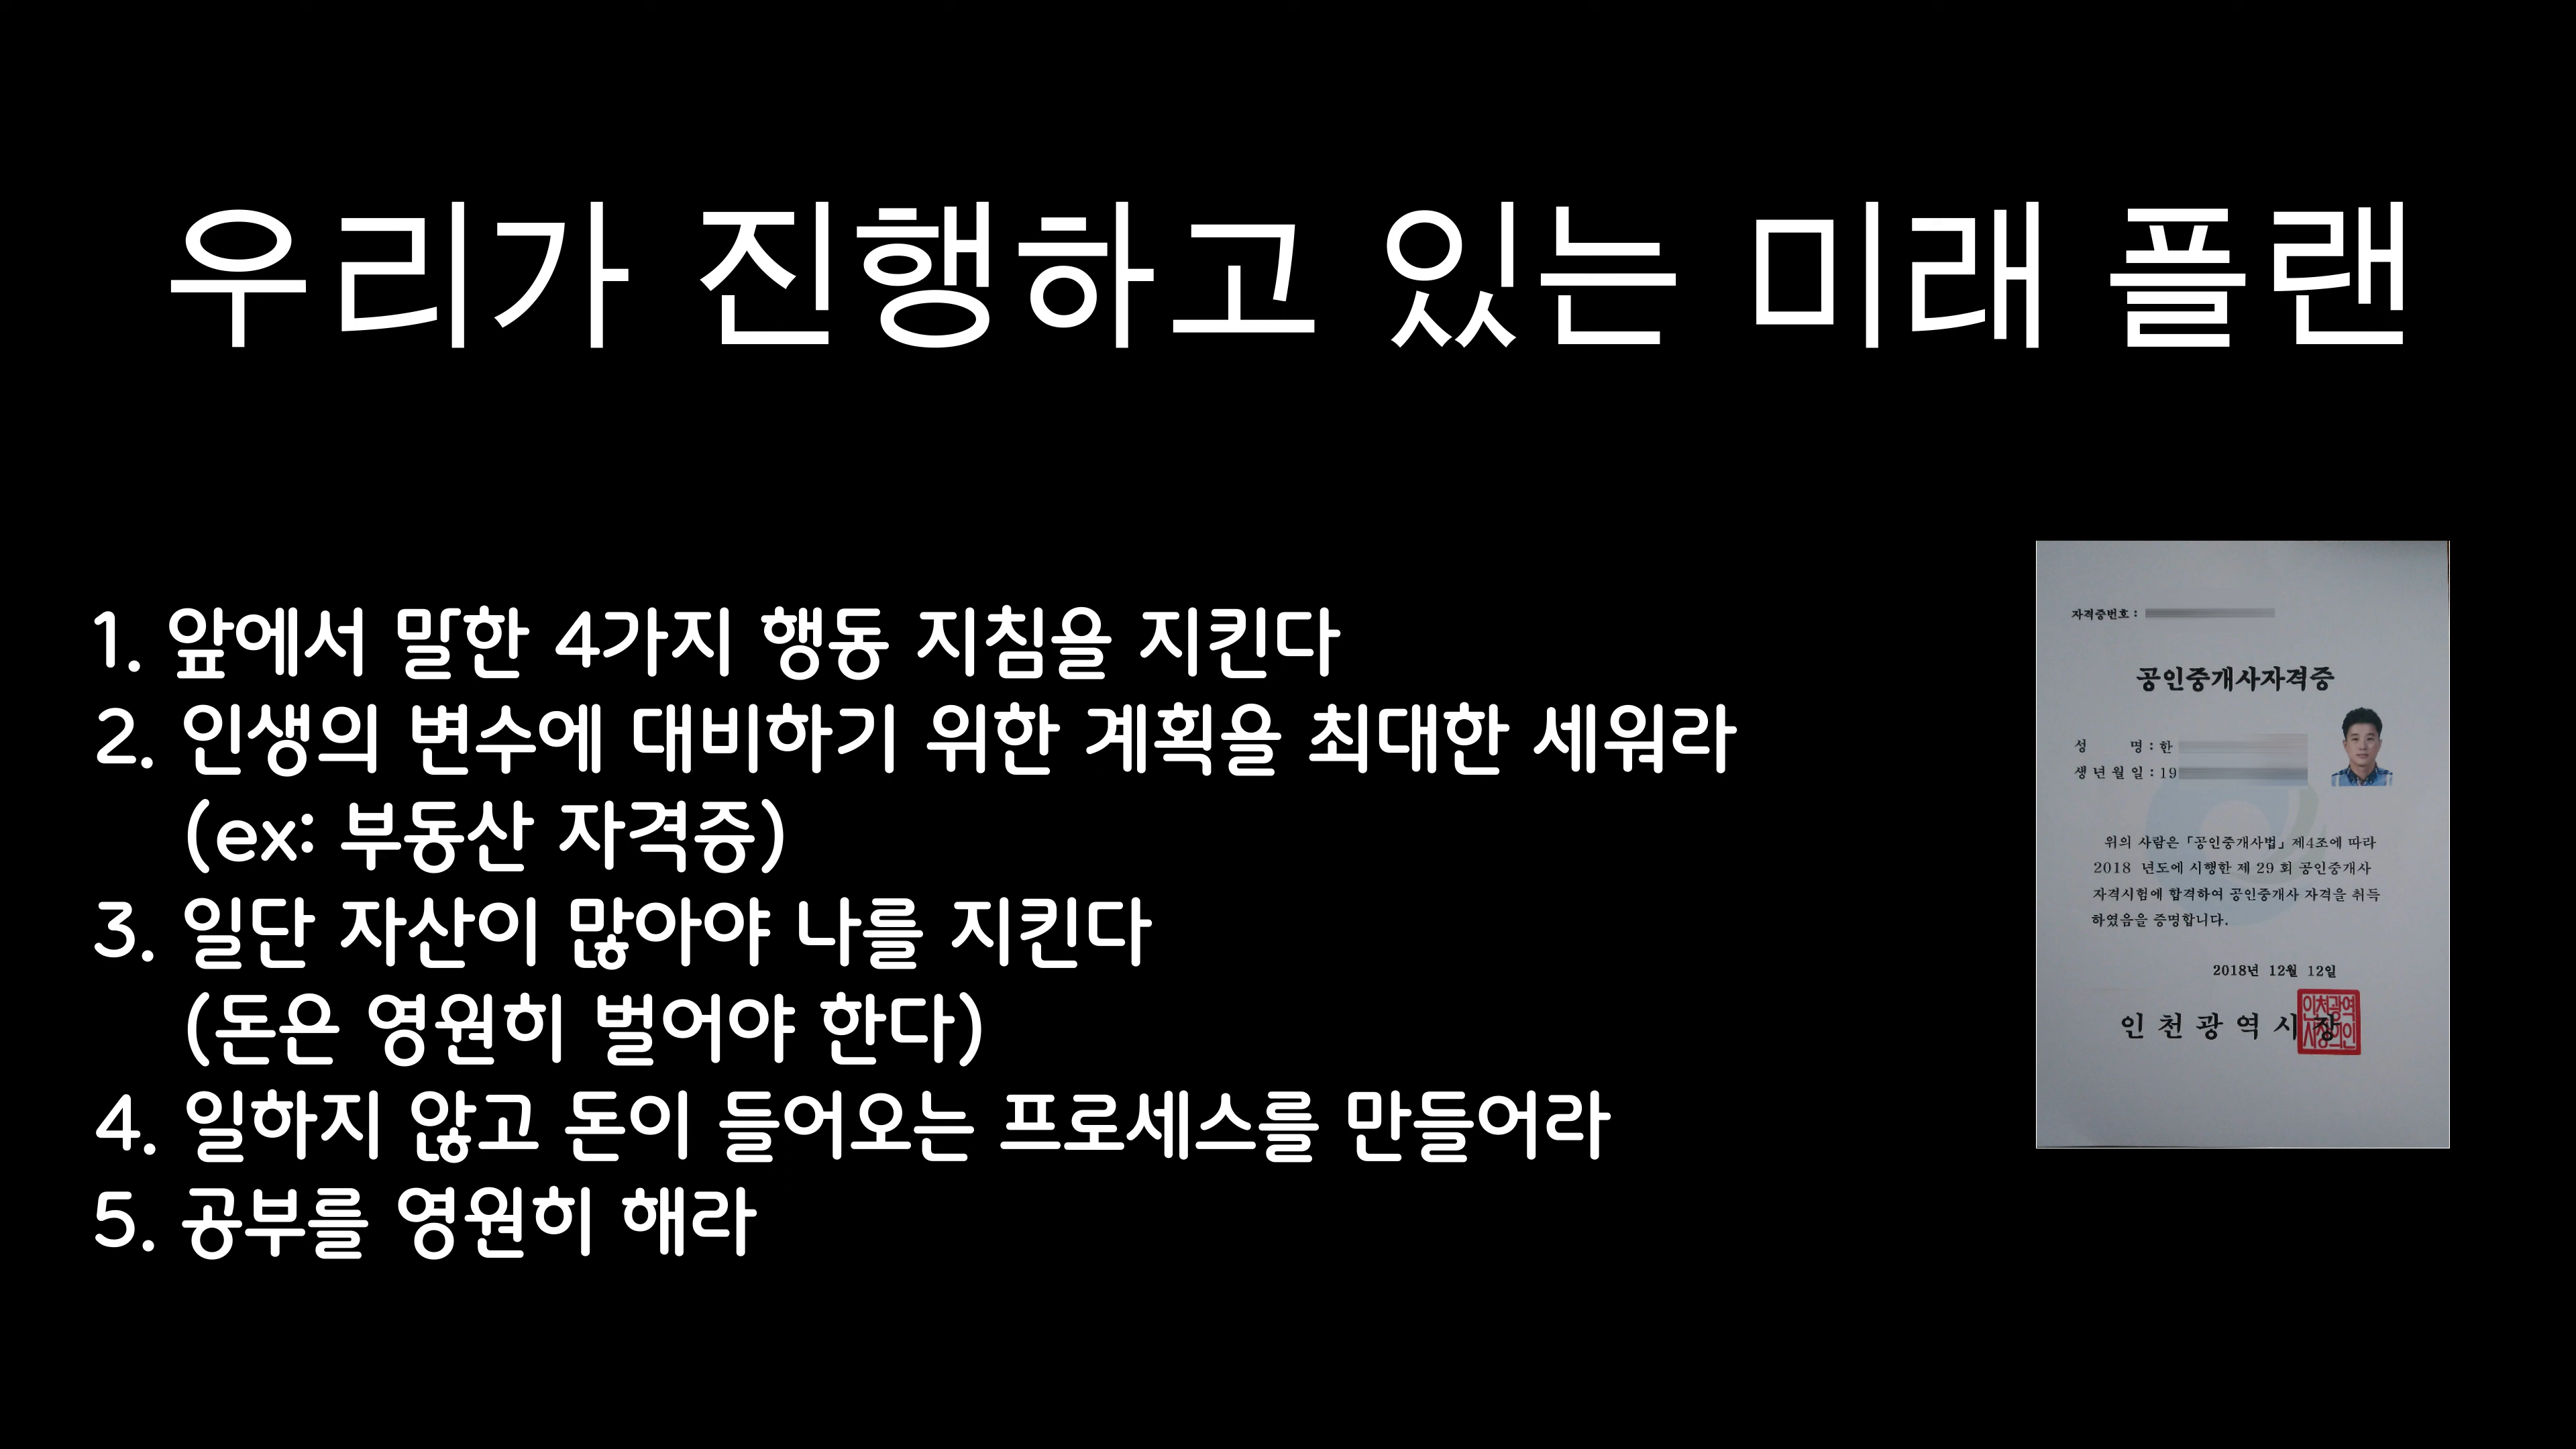 우리가 진행하고 있는 미래 플랜
1. 앞에서 말한 4가지 행동 지침을 지킨다
2. 인생의 변수에 대비하기 위한 계획을 최대한 세워라
(ex: 부동산 자격증)
3. 일단 자산이 많아야 나를 지킨다
(돈은 영원히 벌어야 한다)
4. 일하지 않고 돈이 들어오는 프로세스를 만들어라
5. 공부를 영원히 해라
자격증번호 :
공인중개사자격증
성 명 : 한
생년월일 : 19
위의 사람은 「공인중개사법」 제4조에 따라
2018 년도에 시행한 제 29 회 공인중개사
자격시험에 합격하여 공인중개사 자격을 취득
하였음을 증명합니다.
2018년 12월 12일
인천광역시장
인천광역
시장의인